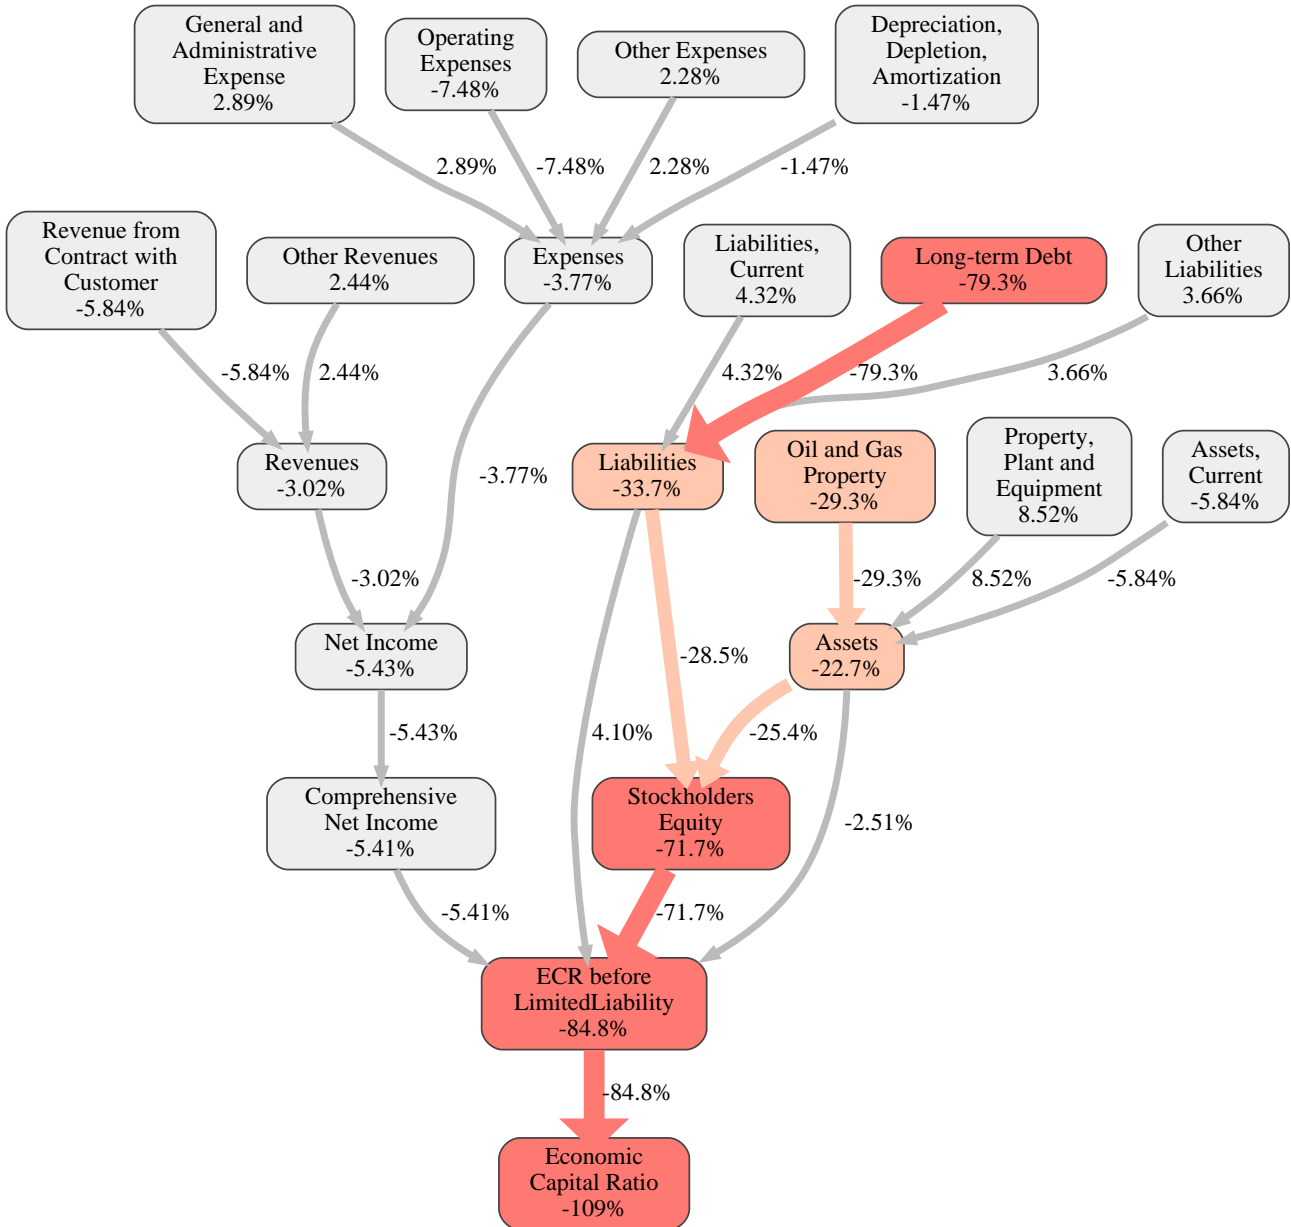 General and
Administrative
Expense
2.89%
Operating
Expenses
-7.48%
Other Expenses
2.28%
Depreciation,
Depletion,
Amortization
-1.47%
2.89%
-7.48%
2.28%
-1.47%
Revenue from
Contract with
Customer
-5.84%
Other Revenues
2.44%
Expenses
-3.77%
Liabilities,
Current
4.32%
Long-term Debt
-79.3%
Other
Liabilities
3.66%
-5.84%
2.44%
4.32%
-79.3%
3.66%
Revenues
-3.02%
-3.77%
Liabilities
-33.7%
Oil and Gas
Property
-29.3%
Property,
Plant and
Equipment
8.52%
Assets,
Current
-5.84%
-3.02%
-29.3%
8.52%
-5.84%
Net Income
-5.43%
-28.5%
Assets
-22.7%
-5.43%
4.10%
-25.4%
Comprehensive
Net Income
-5.41%
Stockholders
Equity
-71.7%
-2.51%
-5.41%
-71.7%
ECR before
LimitedLiability
-84.8%
-84.8%
Economic
Capital Ratio
-109%